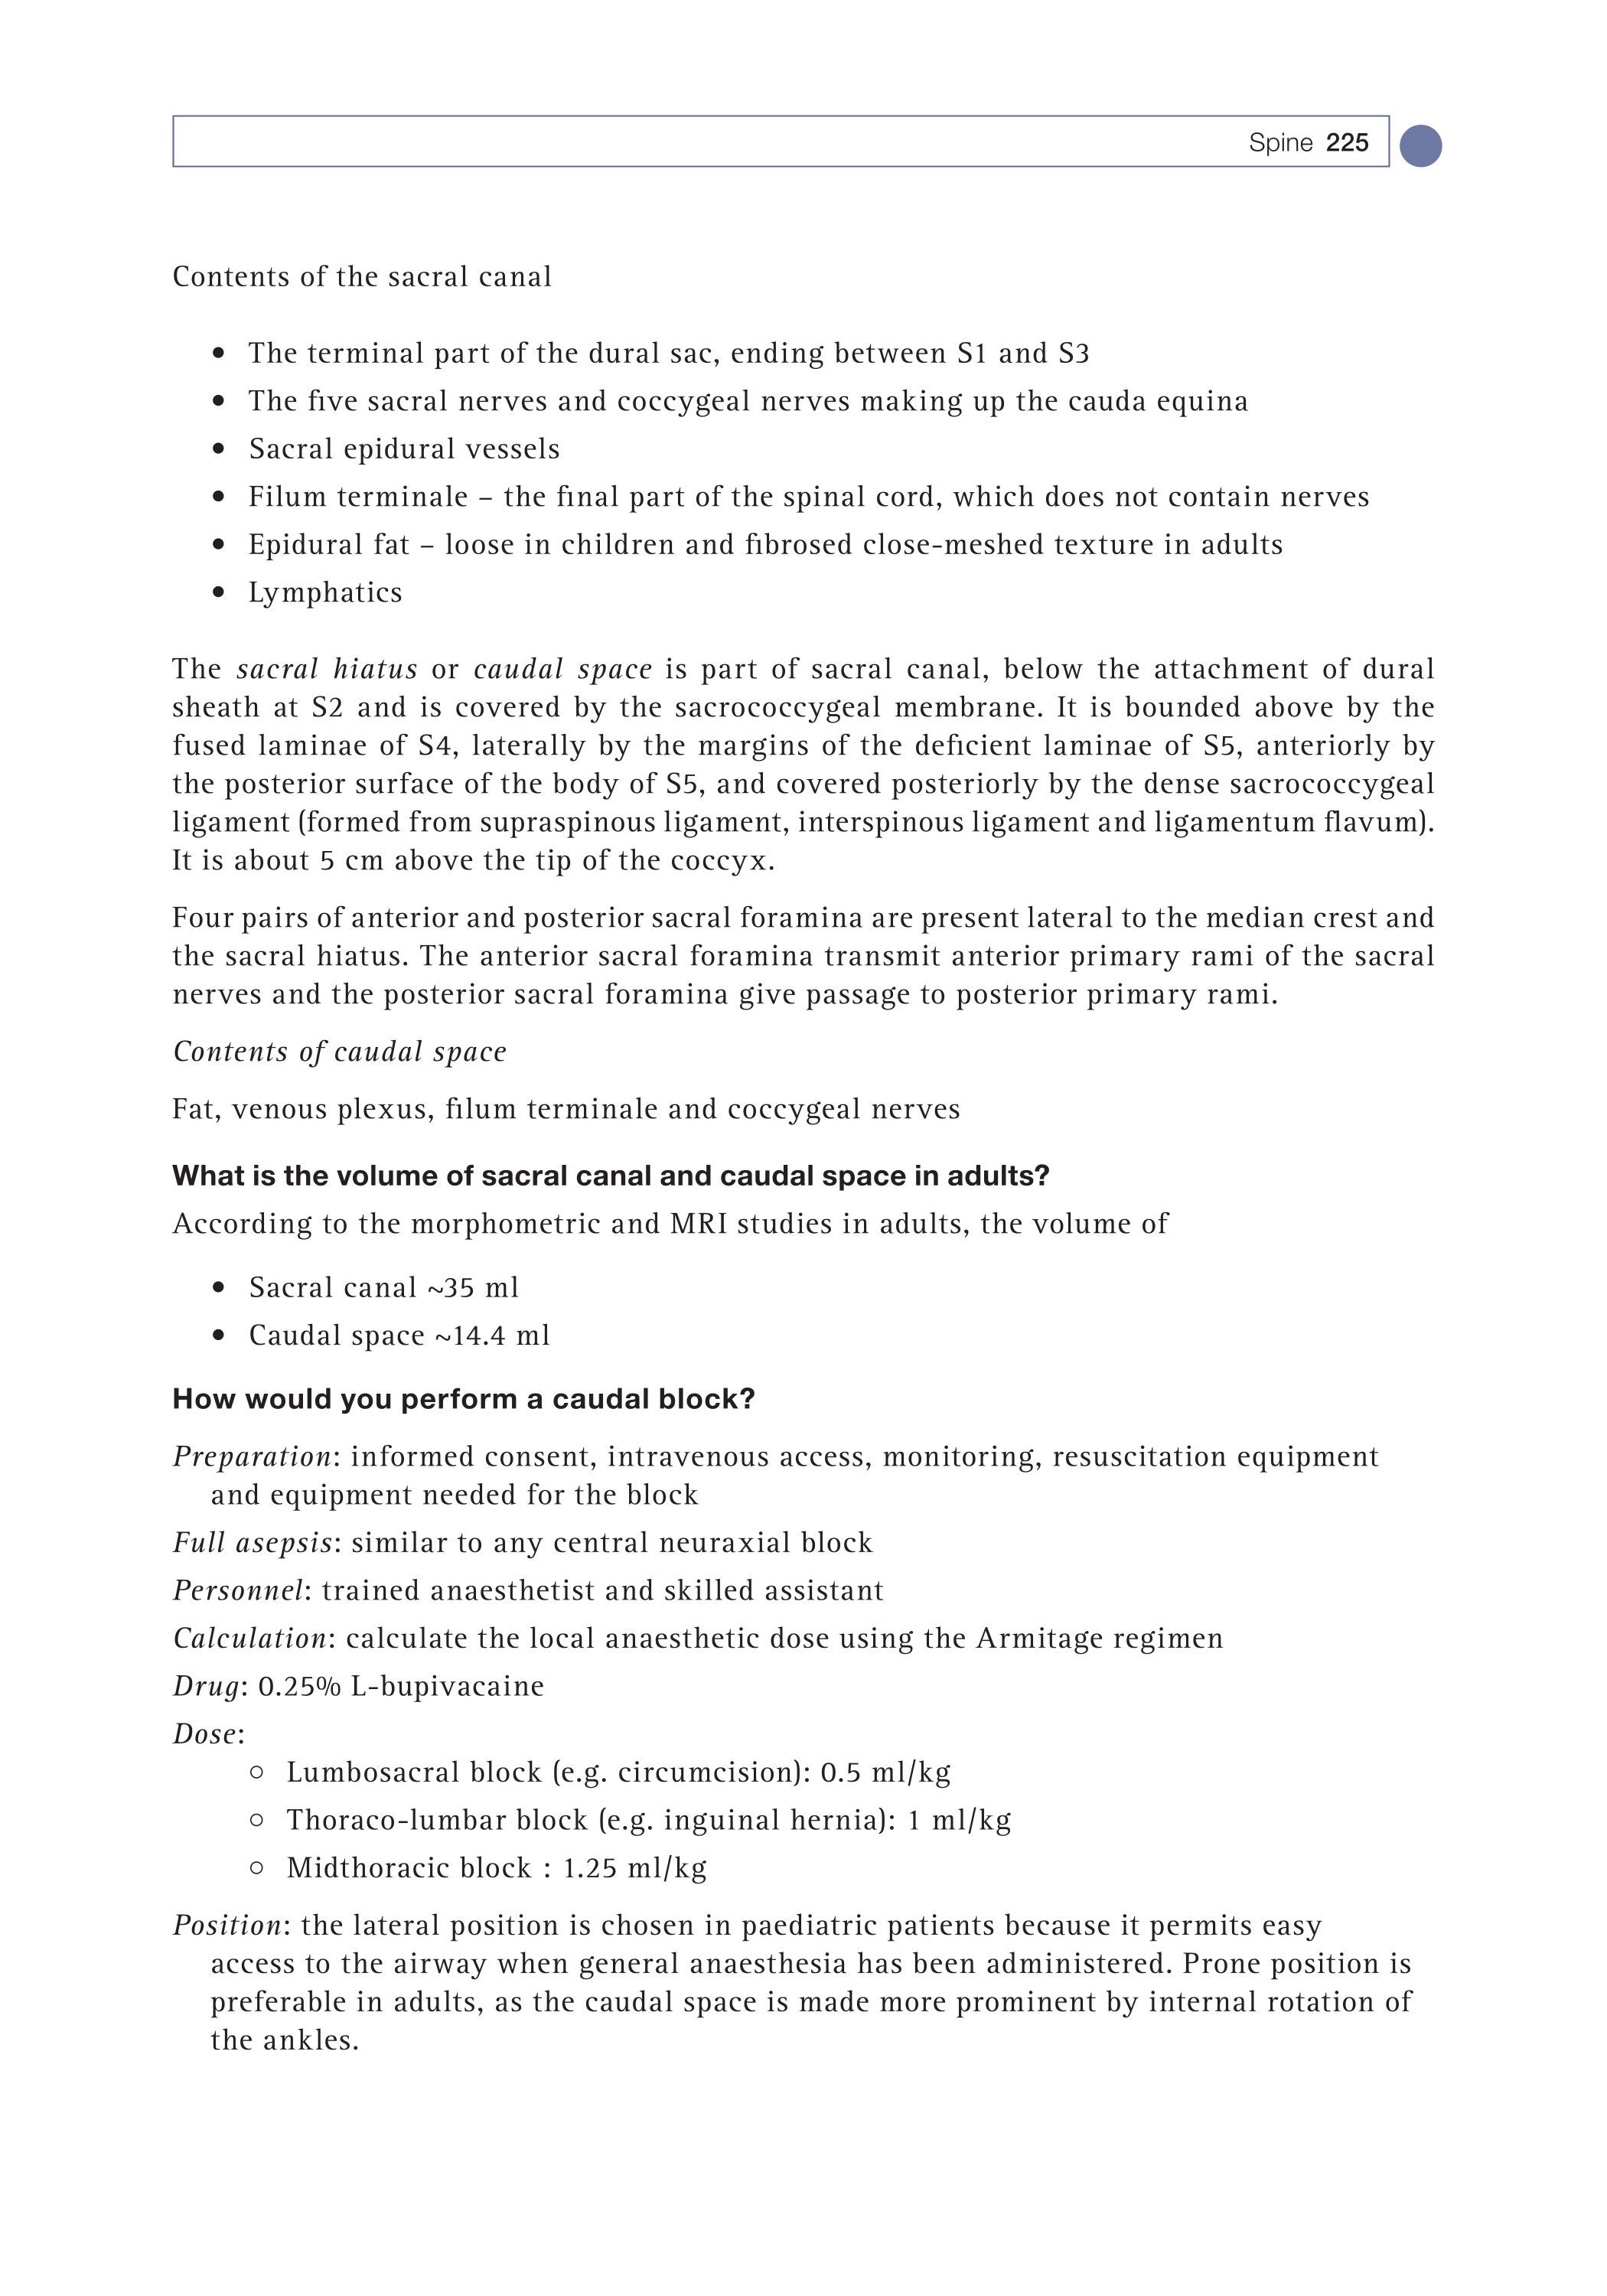 Spine 225
Contents of the sacral canal
• The terminal part of the dural sac, ending between S1 and S3
• The five sacral nerves and coccygeal nerves making up the cauda equina
• Sacral epidural vessels
• Filum terminale – the final part of the spinal cord, which does not contain nerves
• Epidural fat – loose in children and fibrosed close-meshed texture in adults
• Lymphatics
The sacral hiatus or caudal space is part of sacral canal, below the attachment of dural
sheath at S2 and is covered by the sacrococcygeal membrane. It is bounded above by the
fused laminae of S4, laterally by the margins of the deficient laminae of S5, anteriorly by
the posterior surface of the body of S5, and covered posteriorly by the dense sacrococcygeal
ligament (formed from supraspinous ligament, interspinous ligament and ligamentum flavum).
It is about 5 cm above the tip of the coccyx.
Four pairs of anterior and posterior sacral foramina are present lateral to the median crest and
the sacral hiatus. The anterior sacral foramina transmit anterior primary rami of the sacral
nerves and the posterior sacral foramina give passage to posterior primary rami.
Contents of caudal space
Fat, venous plexus, filum terminale and coccygeal nerves
What is the volume of sacral canal and caudal space in adults?
According to the morphometric and MRI studies in adults, the volume of
• Sacral canal ~35 ml
• Caudal space ~14.4 ml
How would you perform a caudal block?
Preparation: informed consent, intravenous access, monitoring, resuscitation equipment
and equipment needed for the block
Full asepsis: similar to any central neuraxial block
Personnel: trained anaesthetist and skilled assistant
Calculation: calculate the local anaesthetic dose using the Armitage regimen
Drug: 0.25% L-bupivacaine
Dose:
○ Lumbosacral block (e.g. circumcision): 0.5 ml/kg
○ Thoraco-lumbar block (e.g. inguinal hernia): 1 ml/kg
○ Midthoracic block : 1.25 ml/kg
Position: the lateral position is chosen in paediatric patients because it permits easy
access to the airway when general anaesthesia has been administered. Prone position is
preferable in adults, as the caudal space is made more prominent by internal rotation of
the ankles.